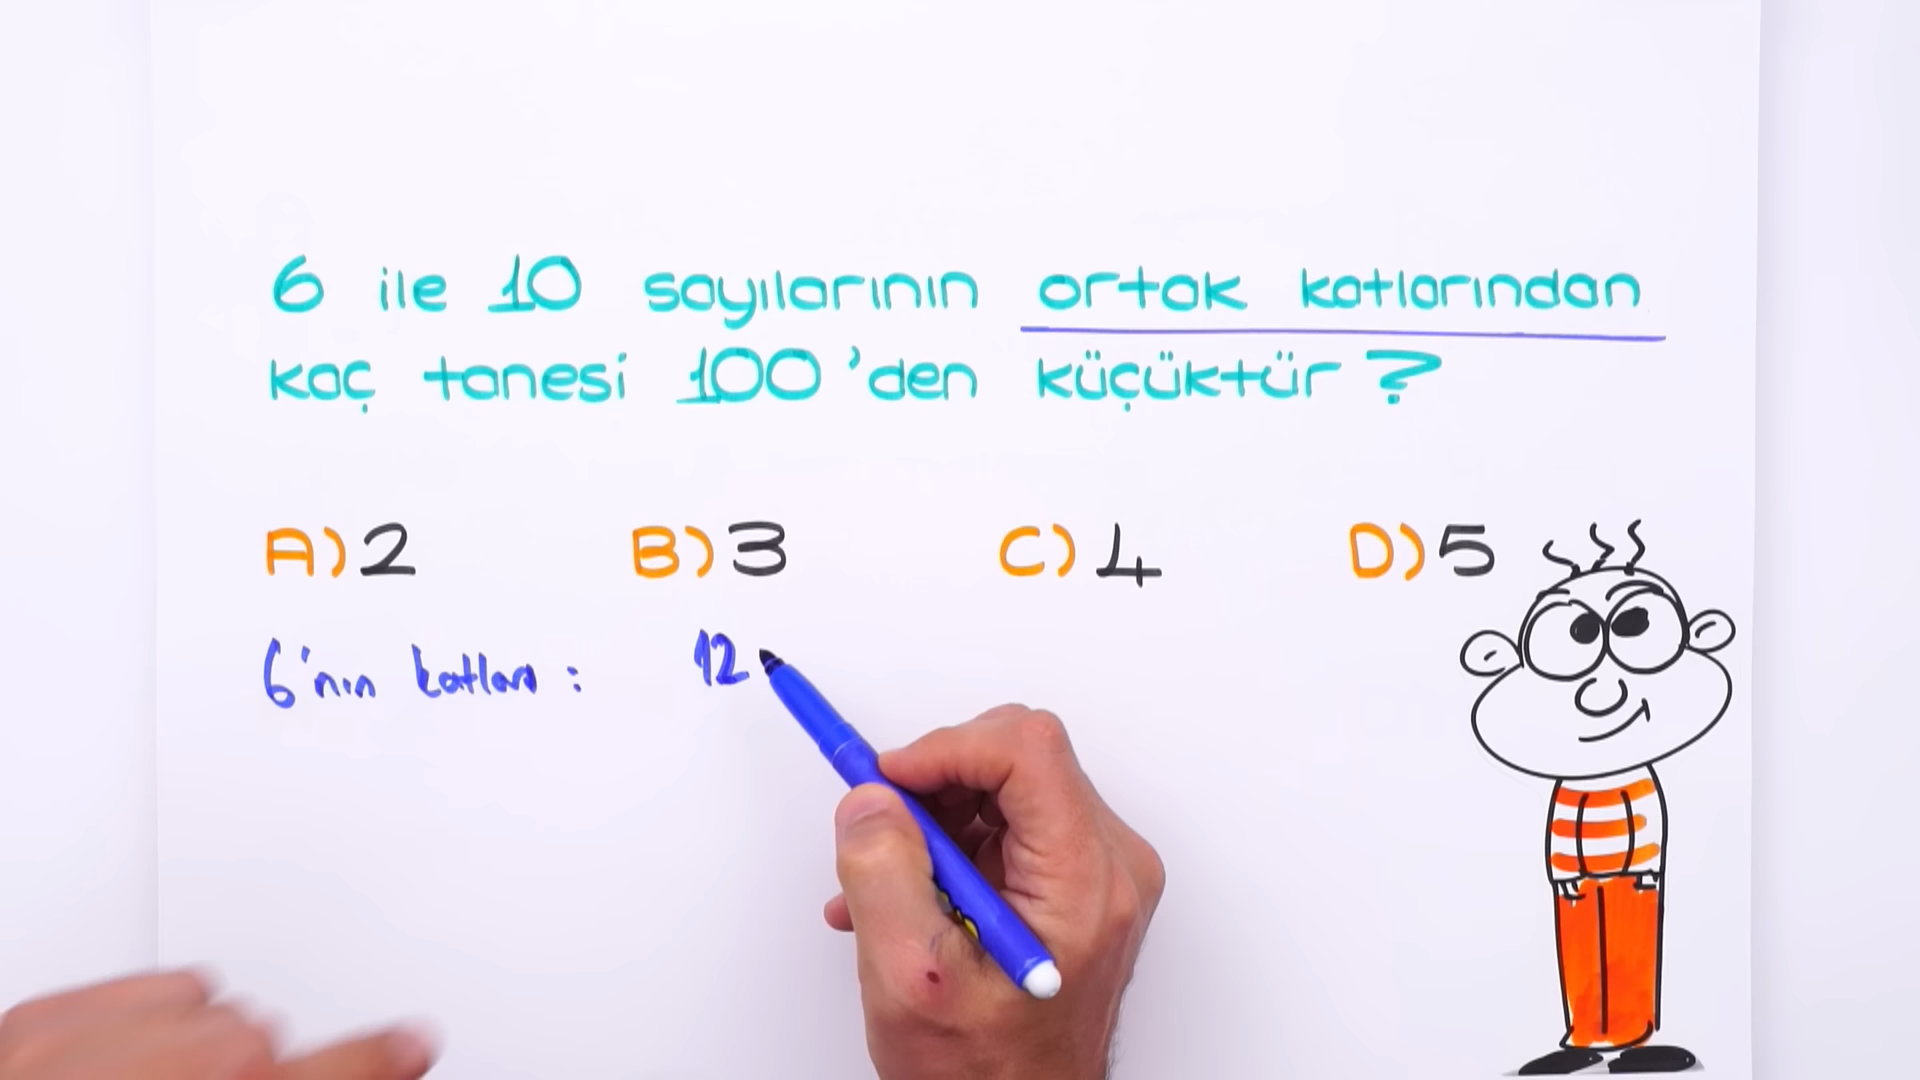 6 ile 10 sayılarının ortak katlarından
kaç tanesi 100'den küçüktür?
A) 2 B) 3 C) 4 D) 5
6'nın katları : 12